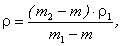 ρ = (m₂ – m) · ρ₁ / m₁ – m ,